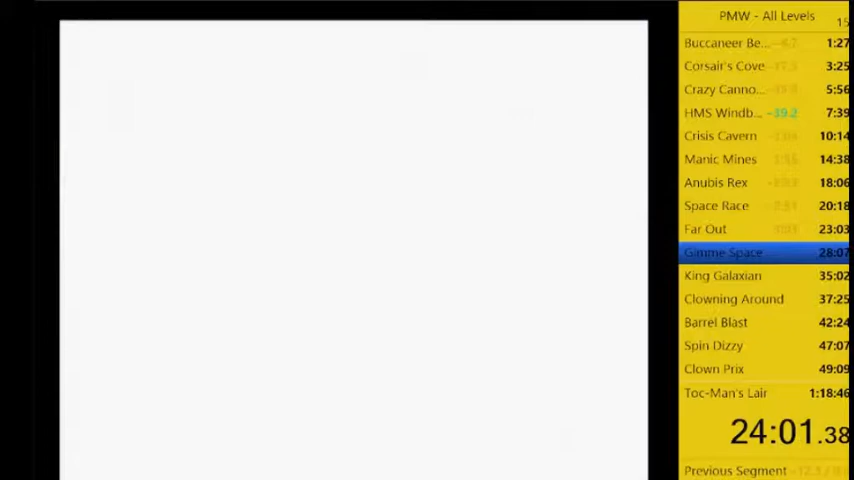 PMW - All Levels
15
Buccaneer Be... 1:27
Corsair's Cove 3:25
Crazy Canno... 5:56
HMS Windb... -39.2 7:39
Crisis Cavern 10:14
Manic Mines 14:38
Anubis Rex 18:06
Space Race 20:18
Far Out 23:03
Gimme Space 28:07
King Galaxian 35:02
Clowning Around 37:25
Barrel Blast 42:24
Spin Dizzy 47:07
Clown Prix 49:09
Toc-Man's Lair 1:18:46
24:01.38
Previous Segment